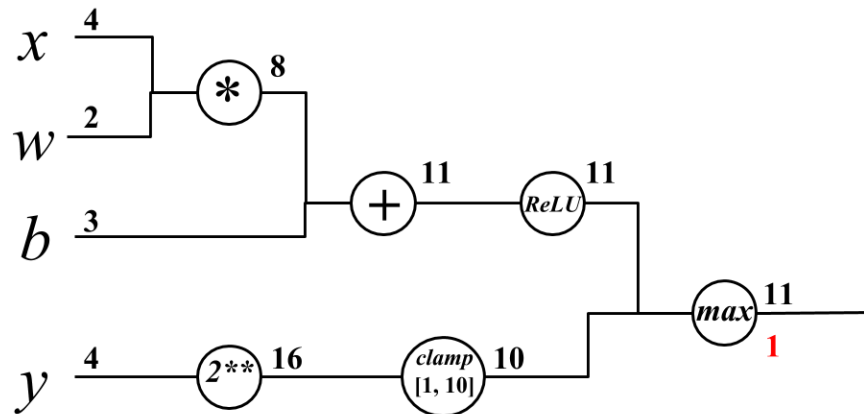 x 4
* 8
w 2
+ 11
ReLU 11
b 3
max 11
1
y 4
2** 16
clamp
[1, 10] 10